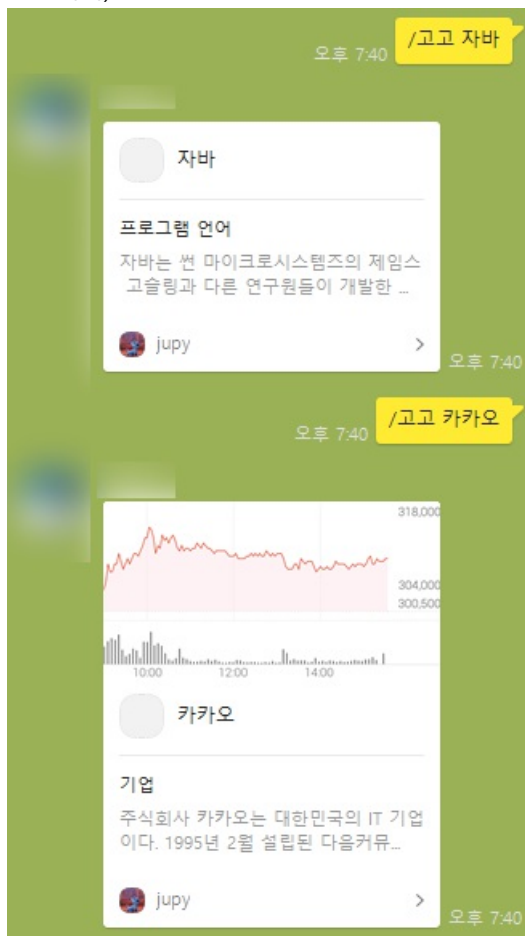 /고고 자바
오후 7:40
자바
프로그램 언어
자바는 썬 마이크로시스템즈의 제임스
고슬링과 다른 연구원들이 개발한 ...
jupy
오후 7:40
/고고 카카오
오후 7:40
318,000
304,000
300,500
10:00 12:00 14:00
카카오
기업
주식회사 카카오는 대한민국의 IT 기업
이다. 1995년 2월 설립된 다음커뮤...
jupy
오후 7:40